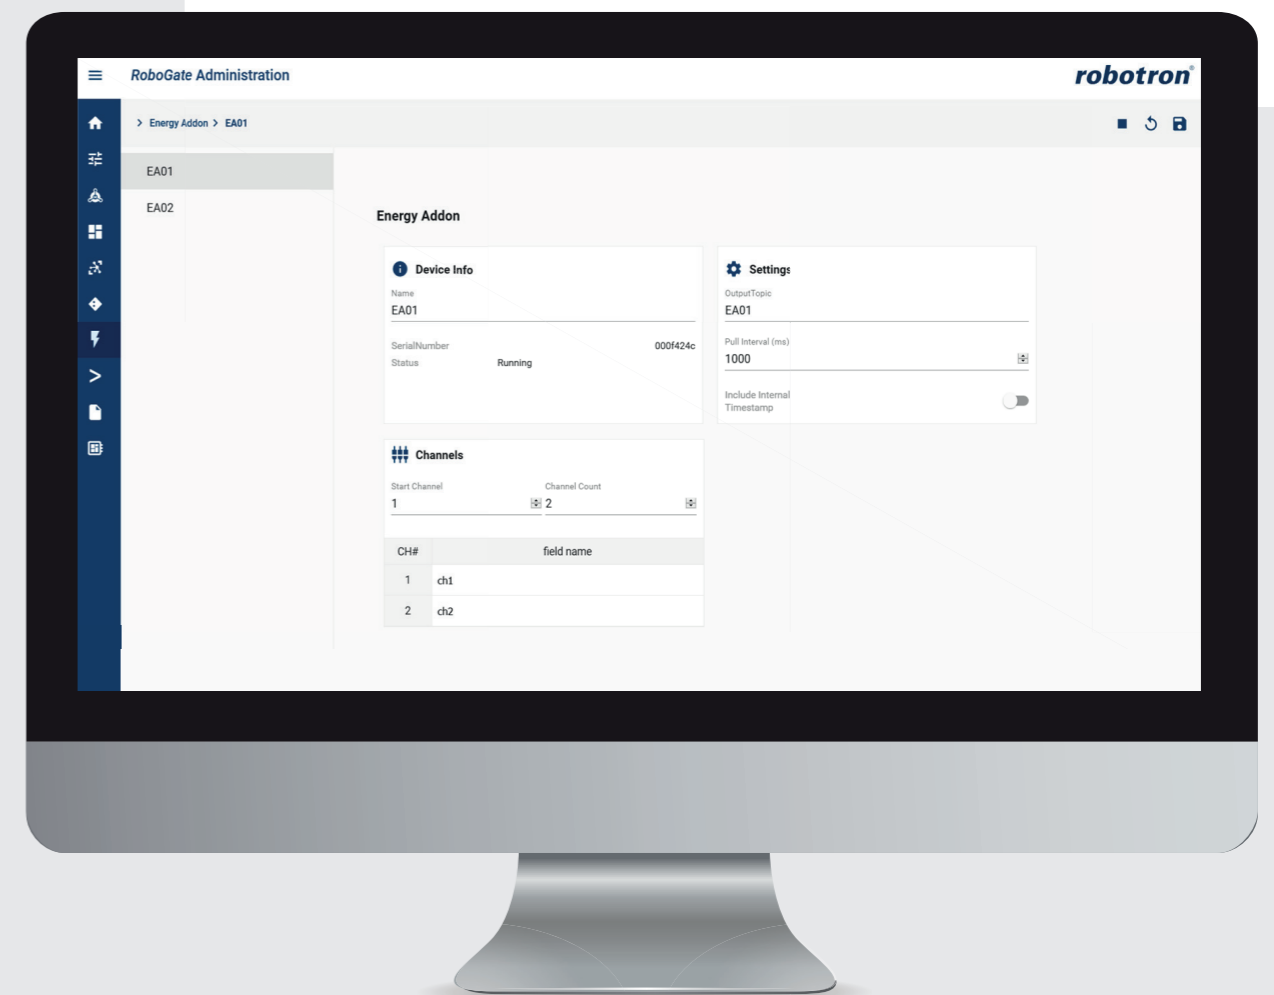 RoboGate Administration
robotron®
> Energy Addon > EA01
EA01
EA02
Energy Addon
Device Info
Name
EA01
SerialNumber 000f424c
Status Running
Settings
OutputTopic
EA01
Pull Interval (ms)
1000
Include Internal
Timestamp
Channels
Start Channel Channel Count
1 2
CH# field name
1 ch1
2 ch2